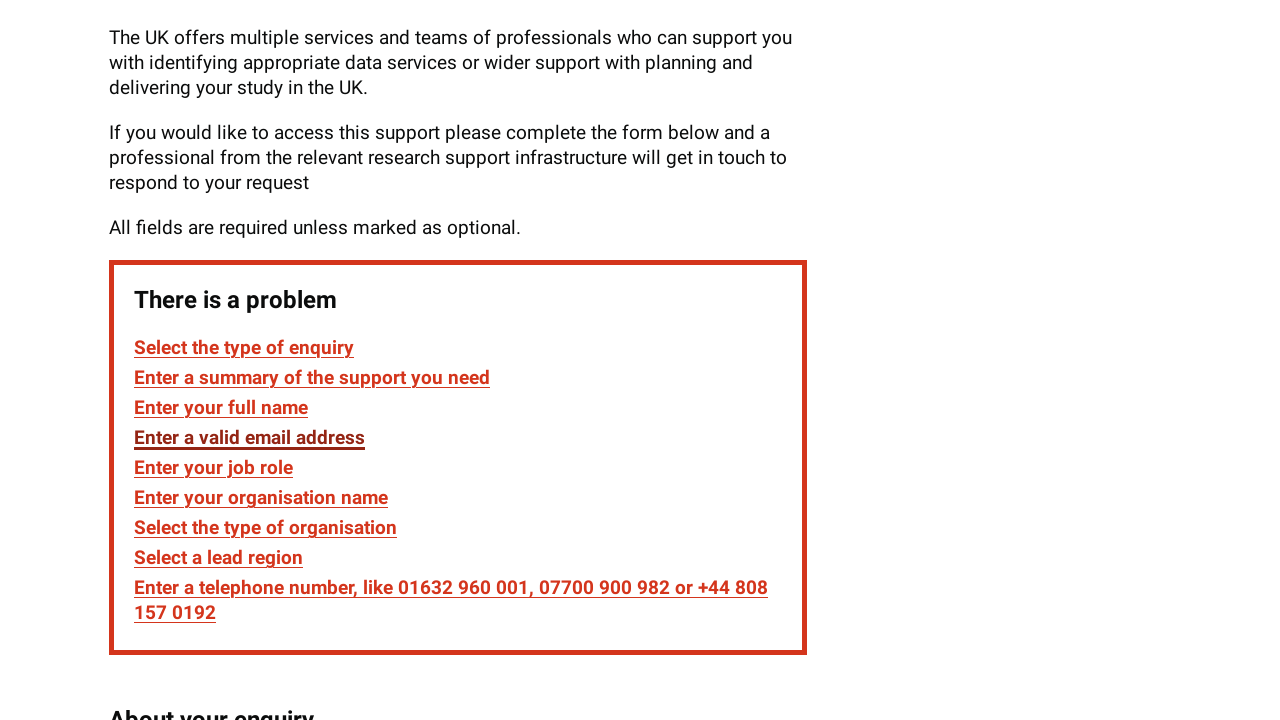 The UK offers multiple services and teams of professionals who can support you
with identifying appropriate data services or wider support with planning and
delivering your study in the UK.
If you would like to access this support please complete the form below and a
professional from the relevant research support infrastructure will get in touch to
respond to your request
All fields are required unless marked as optional.
There is a problem
Select the type of enquiry
Enter a summary of the support you need
Enter your full name
Enter a valid email address
Enter your job role
Enter your organisation name
Select the type of organisation
Select a lead region
Enter a telephone number, like 01632 960 001, 07700 900 982 or +44 808
157 0192
About your enquiry